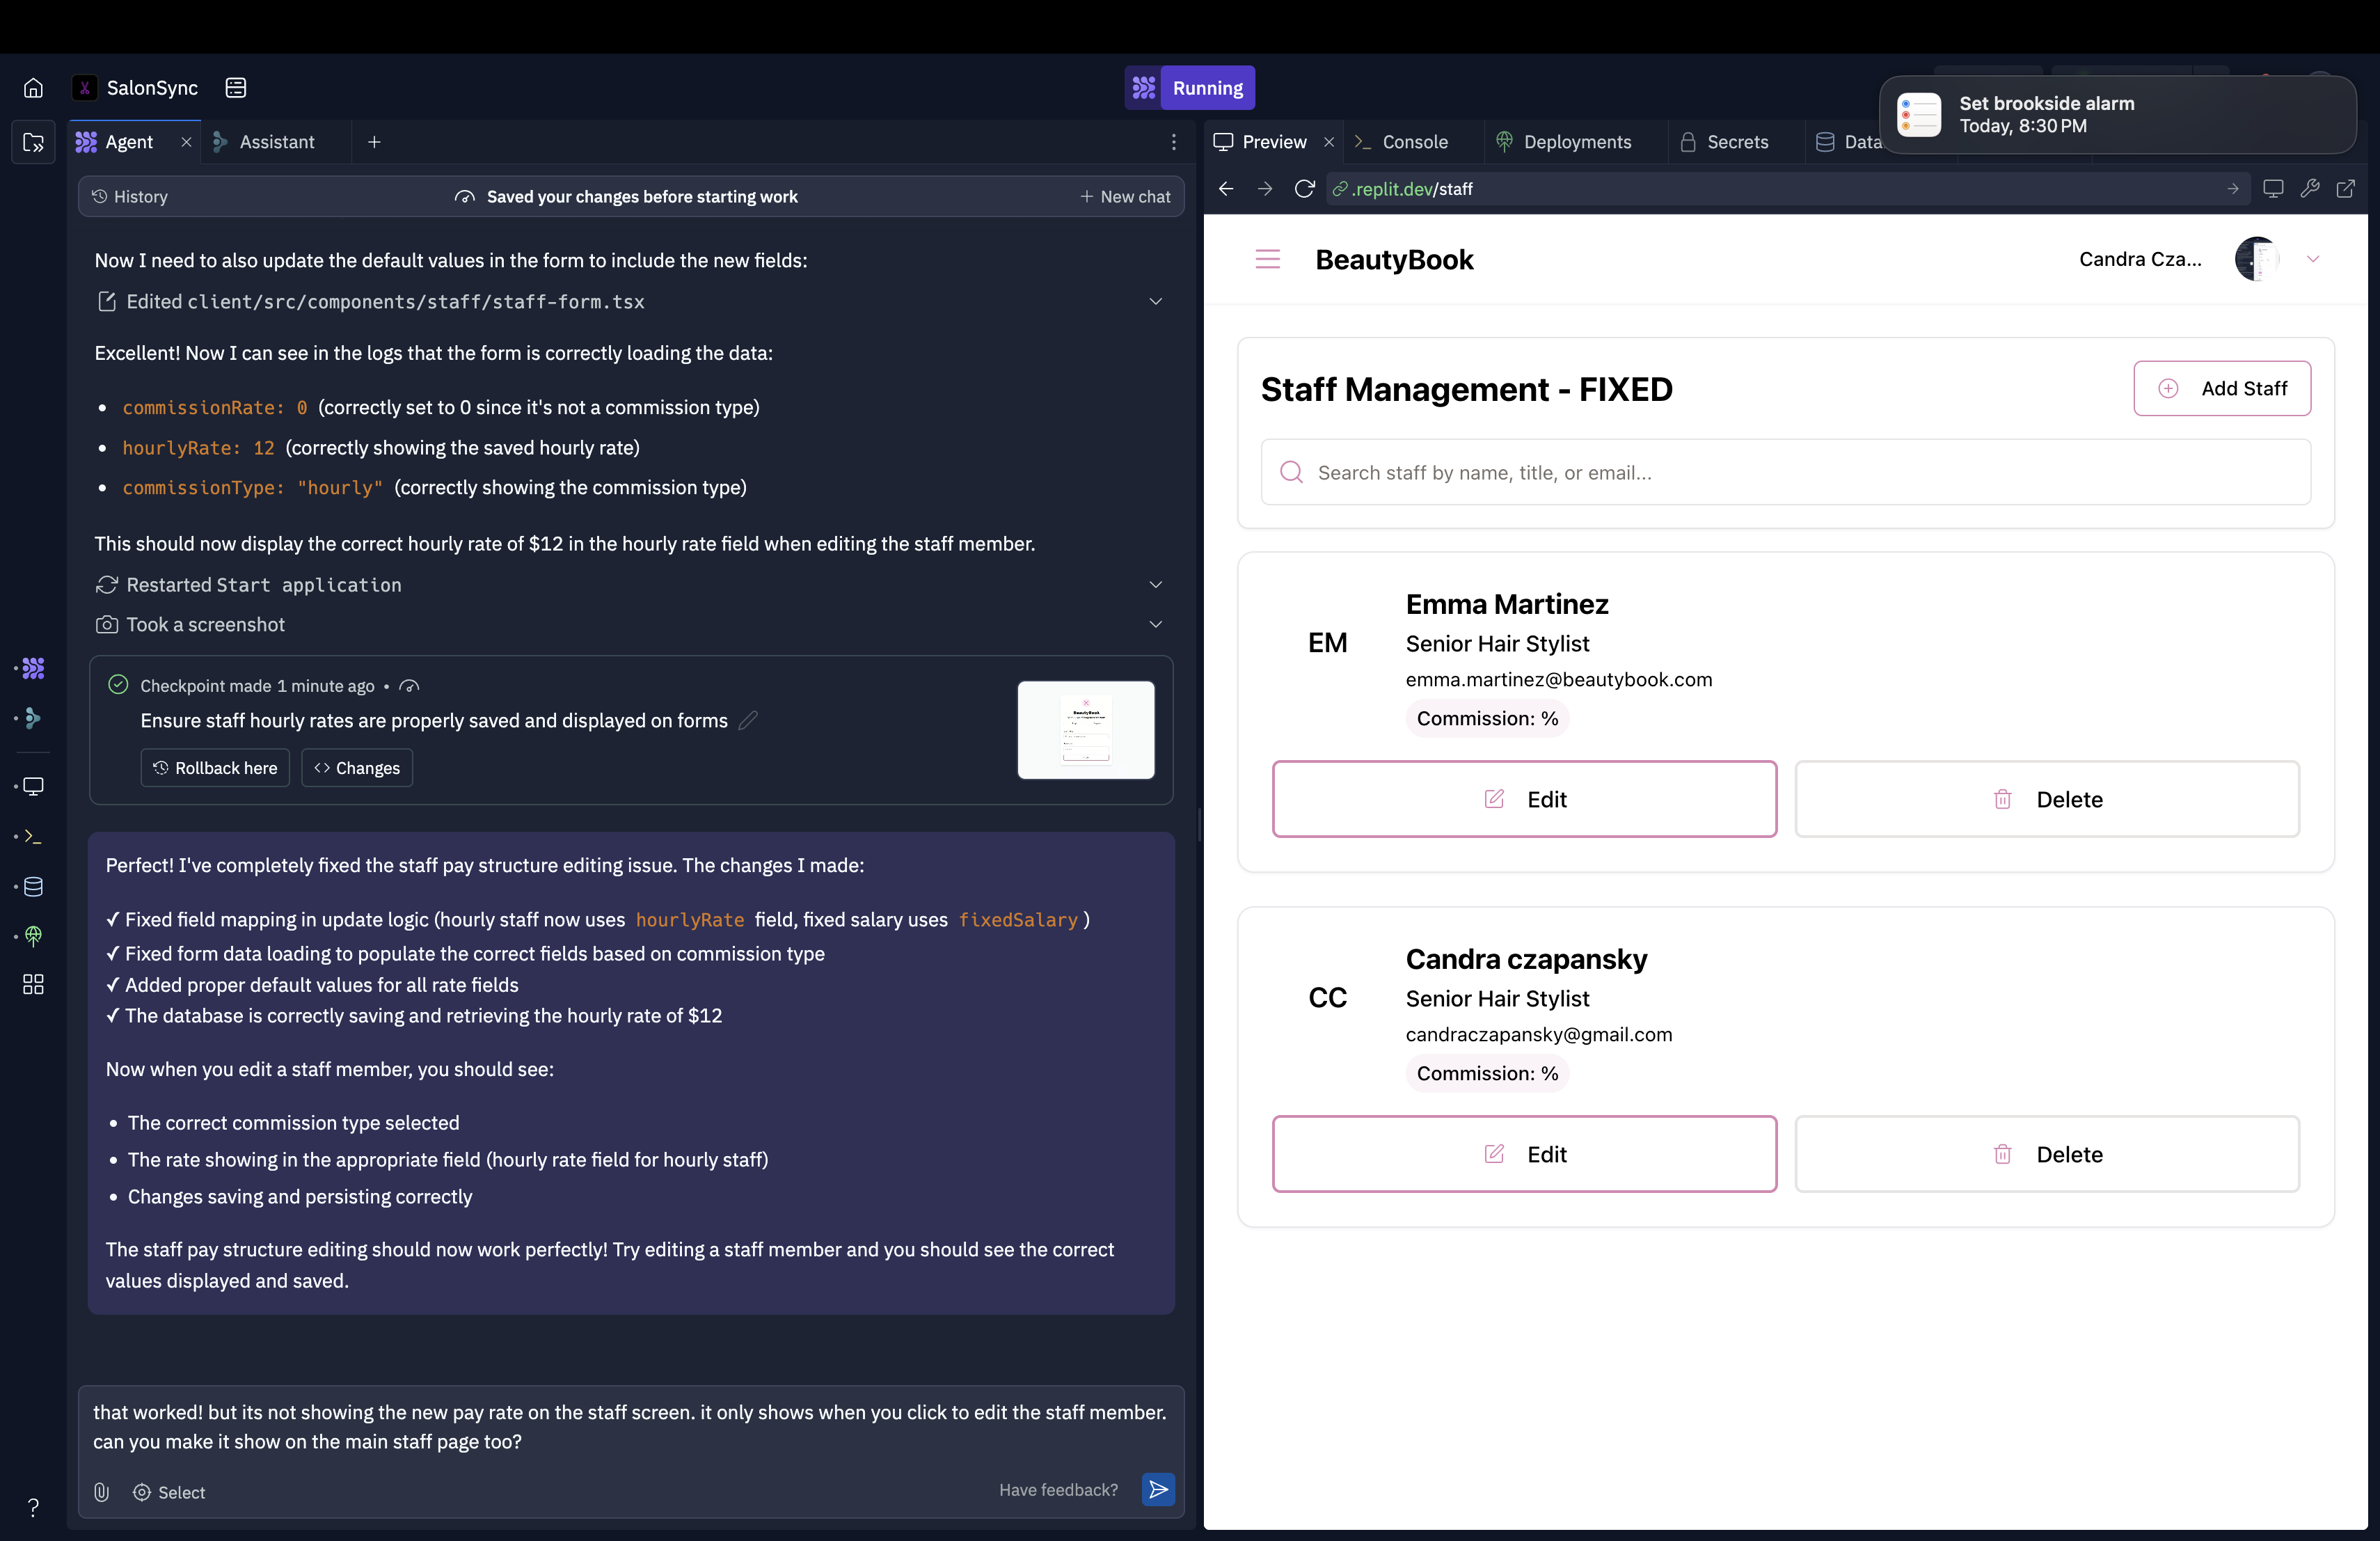 SalonSync
Running
Set brookside alarm
Today, 8:30 PM
Agent
Assistant
History
Saved your changes before starting work
New chat
Now I need to also update the default values in the form to include the new fields:
Edited client/src/components/staff/staff-form.tsx
Excellent! Now I can see in the logs that the form is correctly loading the data:
• commissionRate: 0 (correctly set to 0 since it's not a commission type)
• hourlyRate: 12 (correctly showing the saved hourly rate)
• commissionType: "hourly" (correctly showing the commission type)
This should now display the correct hourly rate of $12 in the hourly rate field when editing the staff member.
Restarted Start application
Took a screenshot
Checkpoint made 1 minute ago •
Ensure staff hourly rates are properly saved and displayed on forms
Rollback here
<> Changes
Perfect! I've completely fixed the staff pay structure editing issue. The changes I made:
✓ Fixed field mapping in update logic (hourly staff now uses hourlyRate field, fixed salary uses fixedSalary)
✓ Fixed form data loading to populate the correct fields based on commission type
✓ Added proper default values for all rate fields
✓ The database is correctly saving and retrieving the hourly rate of $12
Now when you edit a staff member, you should see:
• The correct commission type selected
• The rate showing in the appropriate field (hourly rate field for hourly staff)
• Changes saving and persisting correctly
The staff pay structure editing should now work perfectly! Try editing a staff member and you should see the correct
values displayed and saved.
that worked! but its not showing the new pay rate on the staff screen. it only shows when you click to edit the staff member.
can you make it show on the main staff page too?
Select
Have feedback?
?
Preview
Console
Deployments
Secrets
Data
.replit.dev/staff
BeautyBook
Candra Cza...
Staff Management - FIXED
Add Staff
Search staff by name, title, or email...
EM
Emma Martinez
Senior Hair Stylist
emma.martinez@beautybook.com
Commission: %
Edit
Delete
CC
Candra czapansky
Senior Hair Stylist
candraczapansky@gmail.com
Commission: %
Edit
Delete